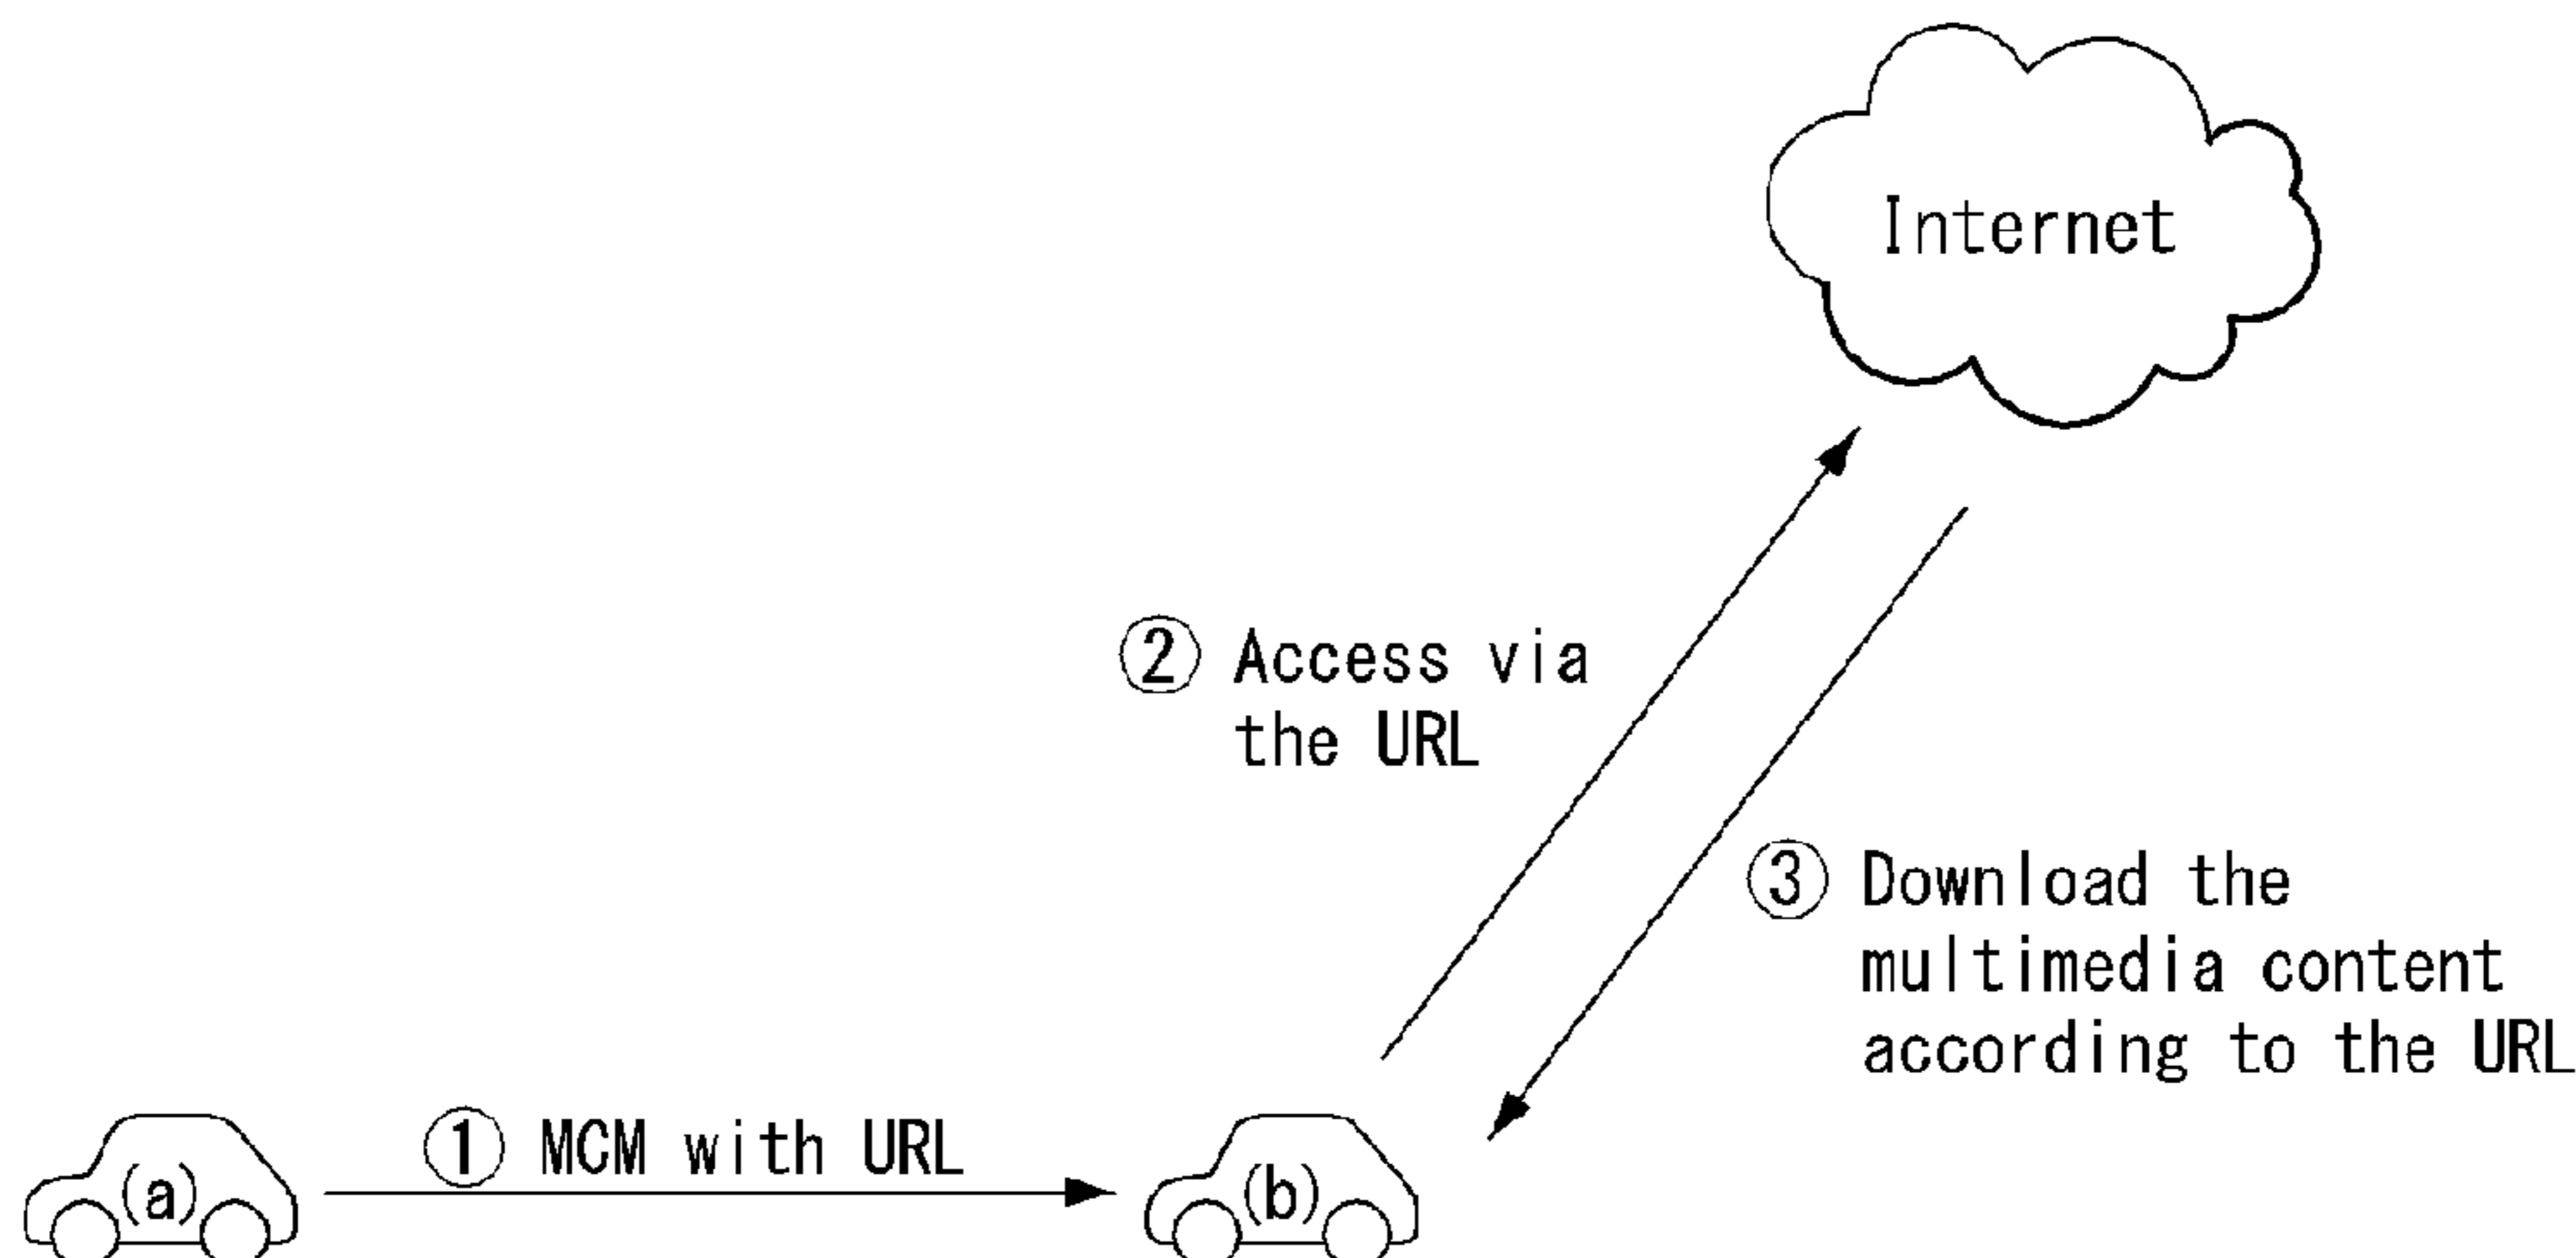 Internet
② Access via
the URL
③ Download the
multimedia content
according to the URL
① MCM with URL
(a)
(b)